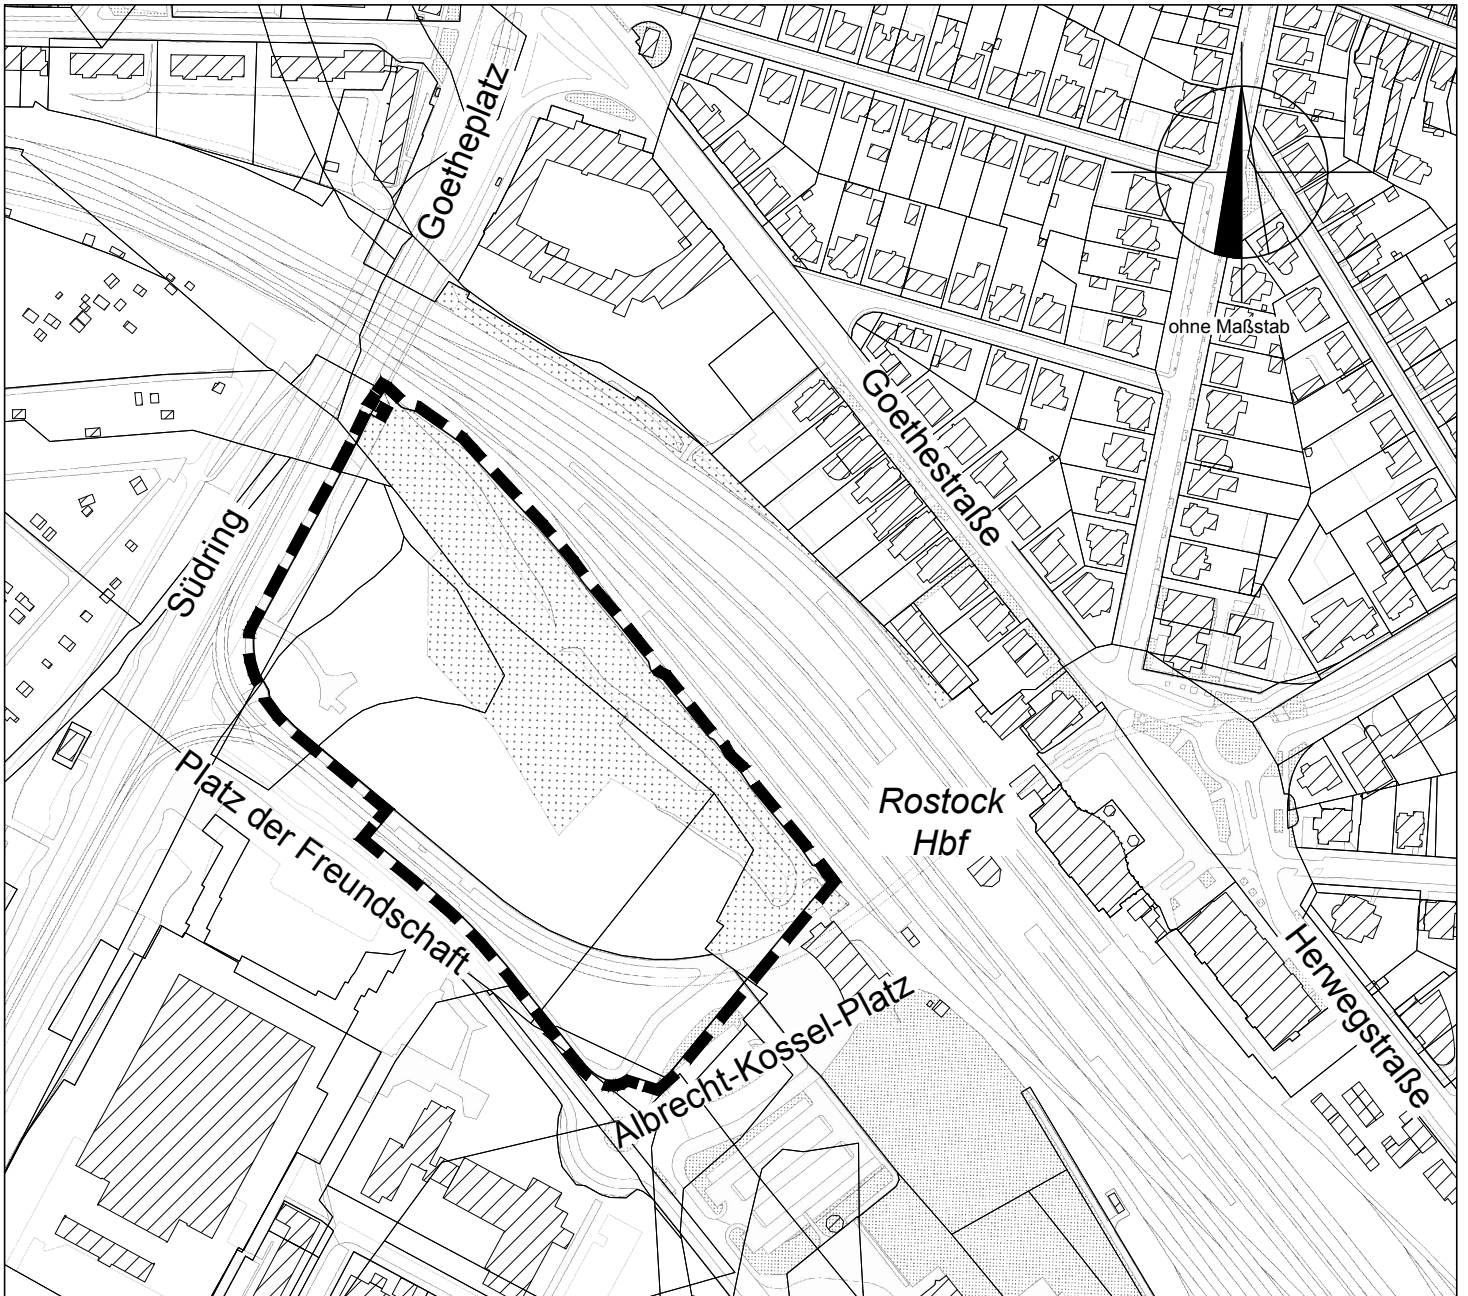 Goetheplatz
ohne Maßstab
Goethestraße
Südring
Platz der Freundschaft
Rostock
Hbf
Albrecht-Kossel-Platz
Herwegstraße